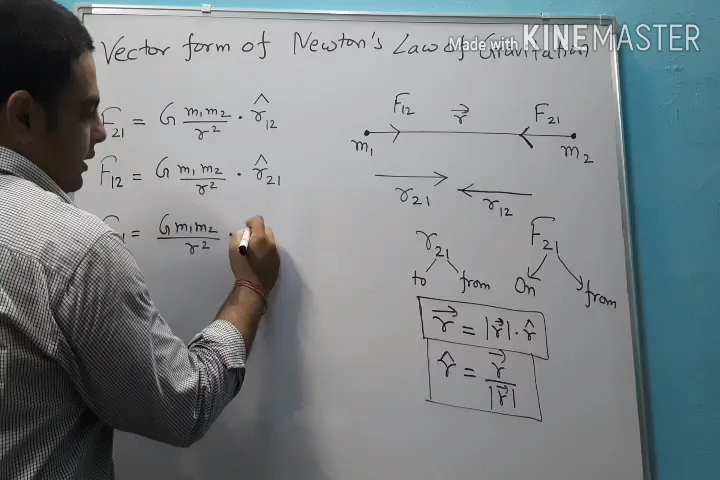 Vector form of Newton's Law of Gravitation
Made with KINEMASTER
F₂₁ = G m₁m₂/r² · r̂₁₂
F₁₂ = G m₁m₂/r² · r̂₂₁
= Gm₁m₂/r² ·
F₁₂ r⃗ F₂₁
m₁ m₂
r₂₁ r₁₂
r₂₁ F₂₁
to from On from
r⃗ = |r⃗| · r̂
r̂ = r⃗/|r⃗|